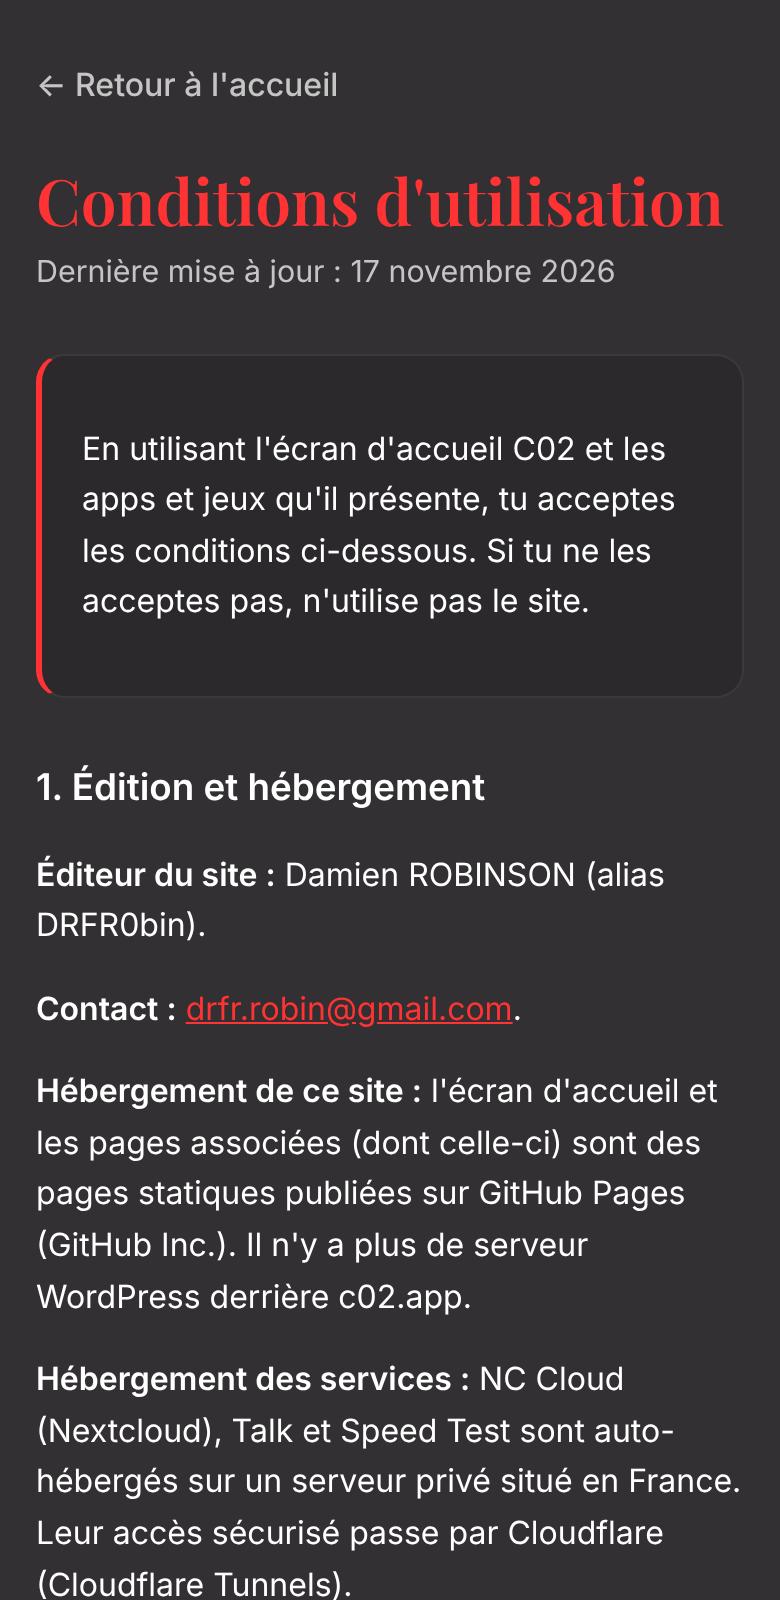 ← Retour à l'accueil
Conditions d'utilisation
Dernière mise à jour : 17 novembre 2026
En utilisant l'écran d'accueil C02 et les
apps et jeux qu'il présente, tu acceptes
les conditions ci-dessous. Si tu ne les
acceptes pas, n'utilise pas le site.
1. Édition et hébergement
Éditeur du site : Damien ROBINSON (alias
DRFR0bin).
Contact : drfr.robin@gmail.com.
Hébergement de ce site : l'écran d'accueil et
les pages associées (dont celle-ci) sont des
pages statiques publiées sur GitHub Pages
(GitHub Inc.). Il n'y a plus de serveur
WordPress derrière c02.app.
Hébergement des services : NC Cloud
(Nextcloud), Talk et Speed Test sont auto-
hébergés sur un serveur privé situé en France.
Leur accès sécurisé passe par Cloudflare
(Cloudflare Tunnels).